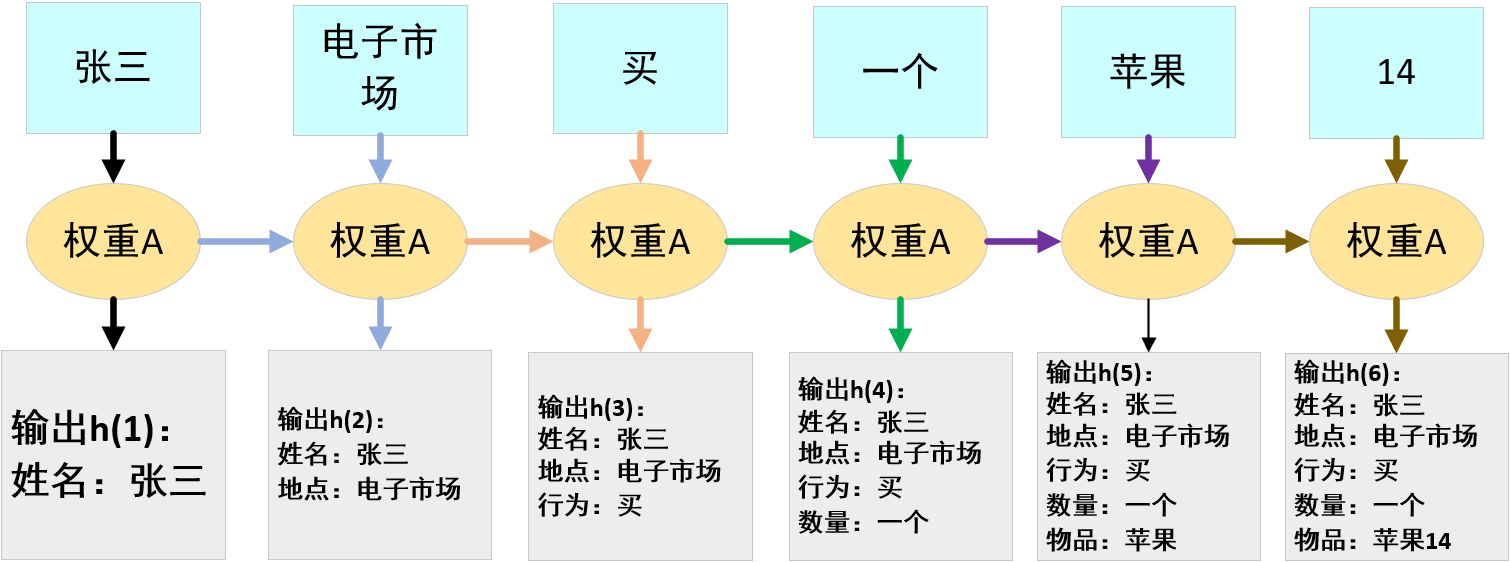 张三
电子市
场
买
一个
苹果
14
权重A
权重A
权重A
权重A
权重A
权重A
输出h(1)：
姓名：张三
输出h(2)：
姓名：张三
地点：电子市场
输出h(3)：
姓名：张三
地点：电子市场
行为：买
输出h(4)：
姓名：张三
地点：电子市场
行为：买
数量：一个
输出h(5)：
姓名：张三
地点：电子市场
行为：买
数量：一个
物品：苹果
输出h(6)：
姓名：张三
地点：电子市场
行为：买
数量：一个
物品：苹果14